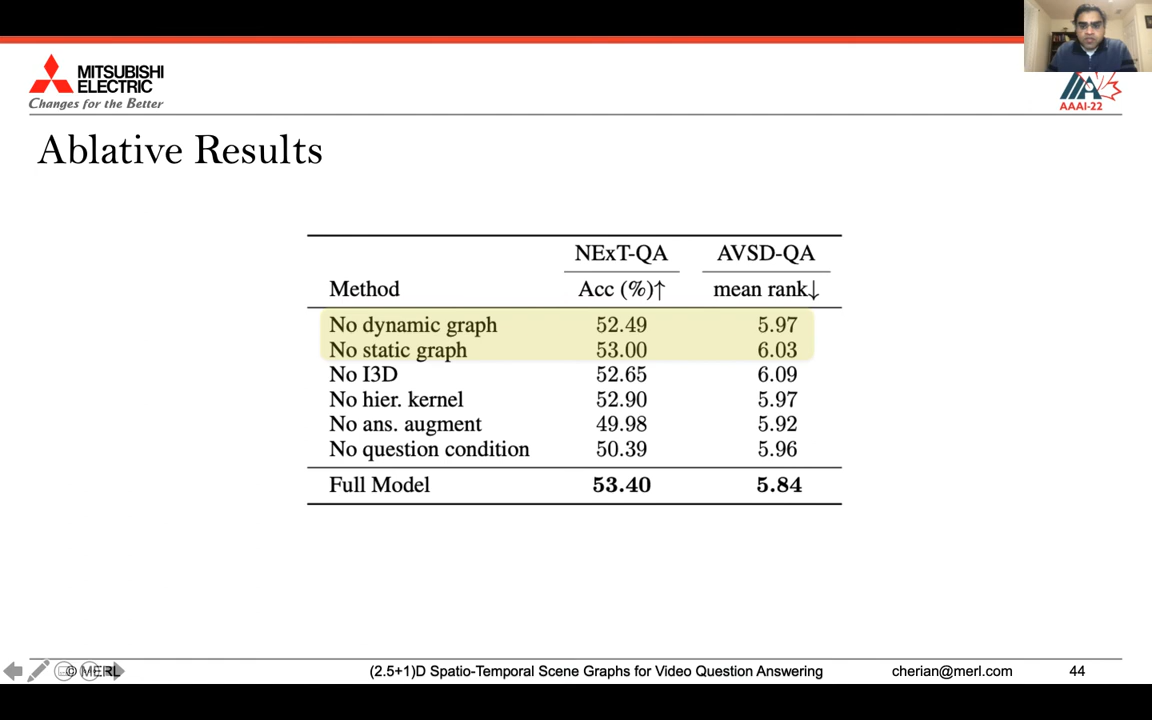 MITSUBISHI
ELECTRIC
Changes for the Better
AAAI-22
Ablative Results
NExT-QA AVSD-QA
Method Acc (%)↑ mean rank↓
No dynamic graph 52.49 5.97
No static graph 53.00 6.03
No I3D 52.65 6.09
No hier. kernel 52.90 5.97
No ans. augment 49.98 5.92
No question condition 50.39 5.96
Full Model 53.40 5.84
© MERL (2.5+1)D Spatio-Temporal Scene Graphs for Video Question Answering cherian@merl.com 44